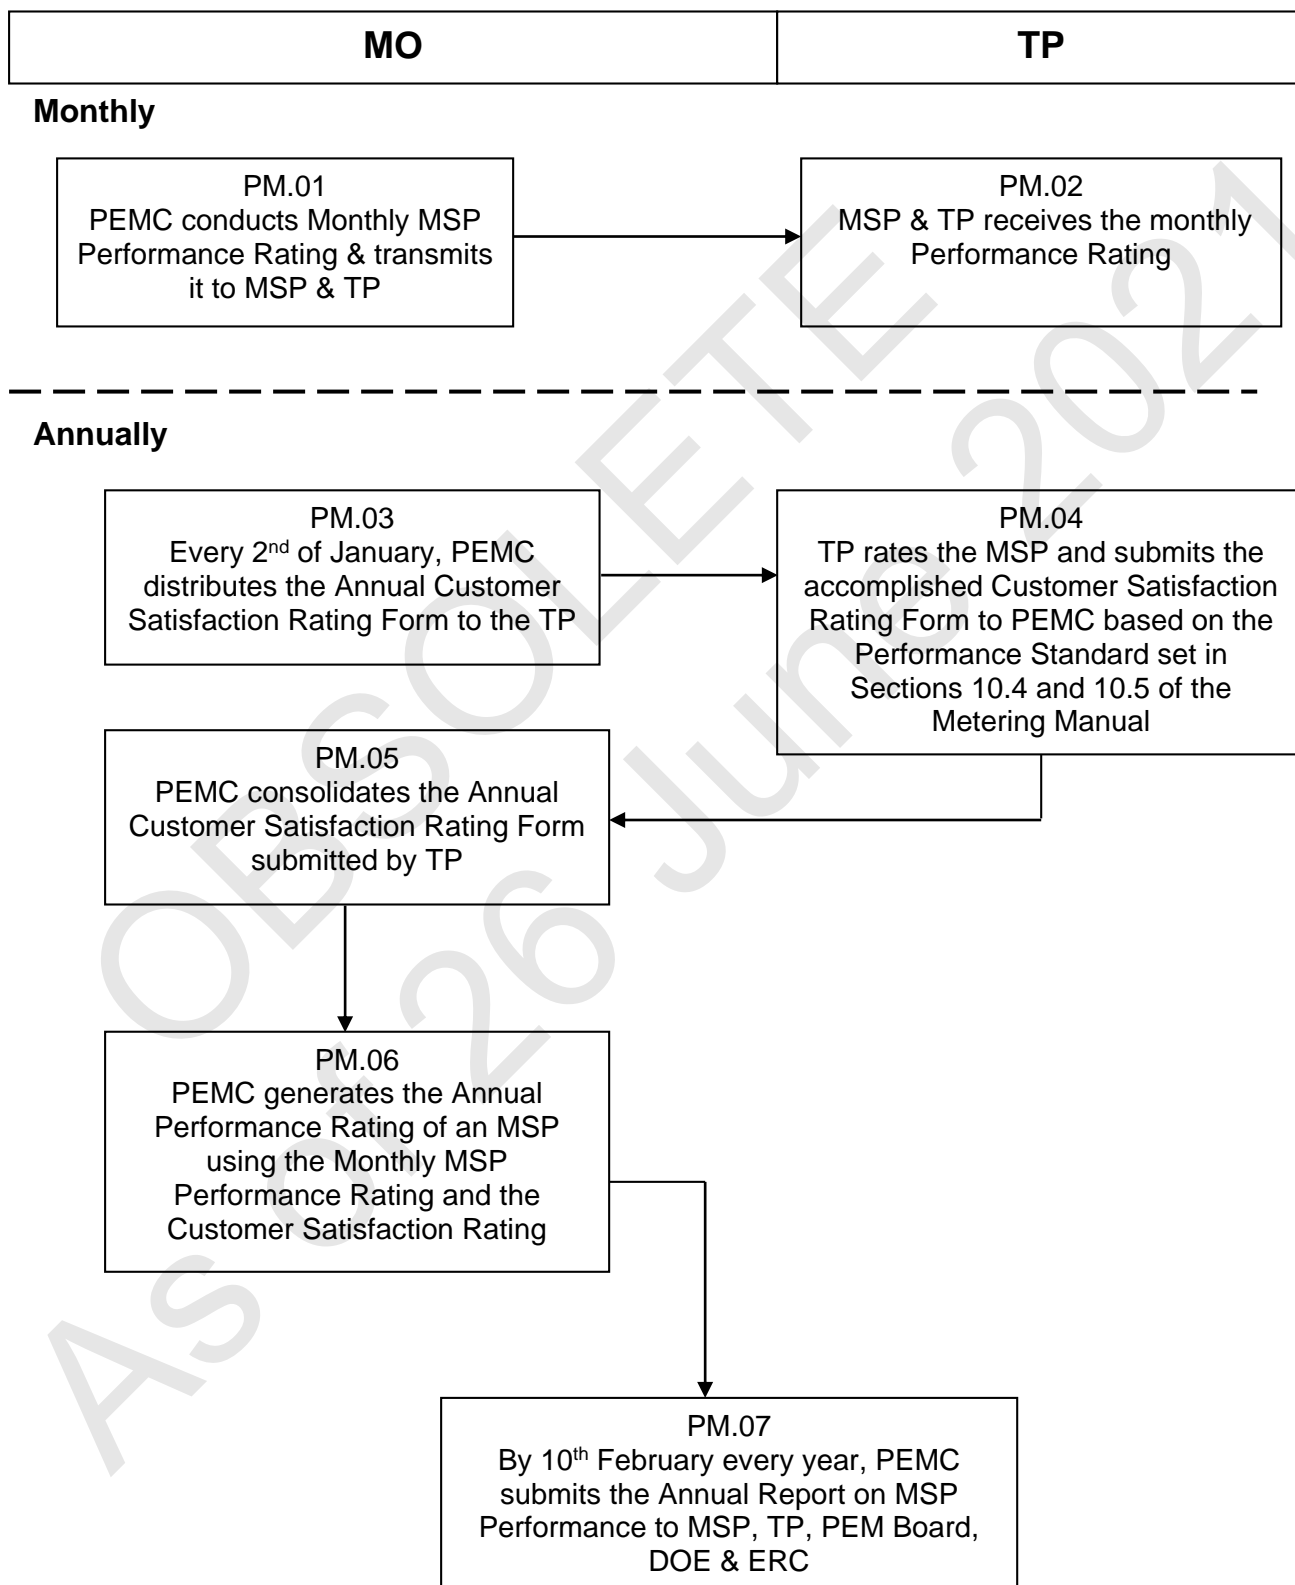 MO
TP
Monthly
PM.01
PEMC conducts Monthly MSP
Performance Rating & transmits
it to MSP & TP
PM.02
MSP & TP receives the monthly
Performance Rating
Annually
PM.03
Every 2nd of January, PEMC
distributes the Annual Customer
Satisfaction Rating Form to the TP
PM.04
TP rates the MSP and submits the
accomplished Customer Satisfaction
Rating Form to PEMC based on the
Performance Standard set in
Sections 10.4 and 10.5 of the
Metering Manual
PM.05
PEMC consolidates the Annual
Customer Satisfaction Rating Form
submitted by TP
PM.06
PEMC generates the Annual
Performance Rating of an MSP
using the Monthly MSP
Performance Rating and the
Customer Satisfaction Rating
PM.07
By 10th February every year, PEMC
submits the Annual Report on MSP
Performance to MSP, TP, PEM Board,
DOE & ERC
OBSOLETE
As of 26 June 2021